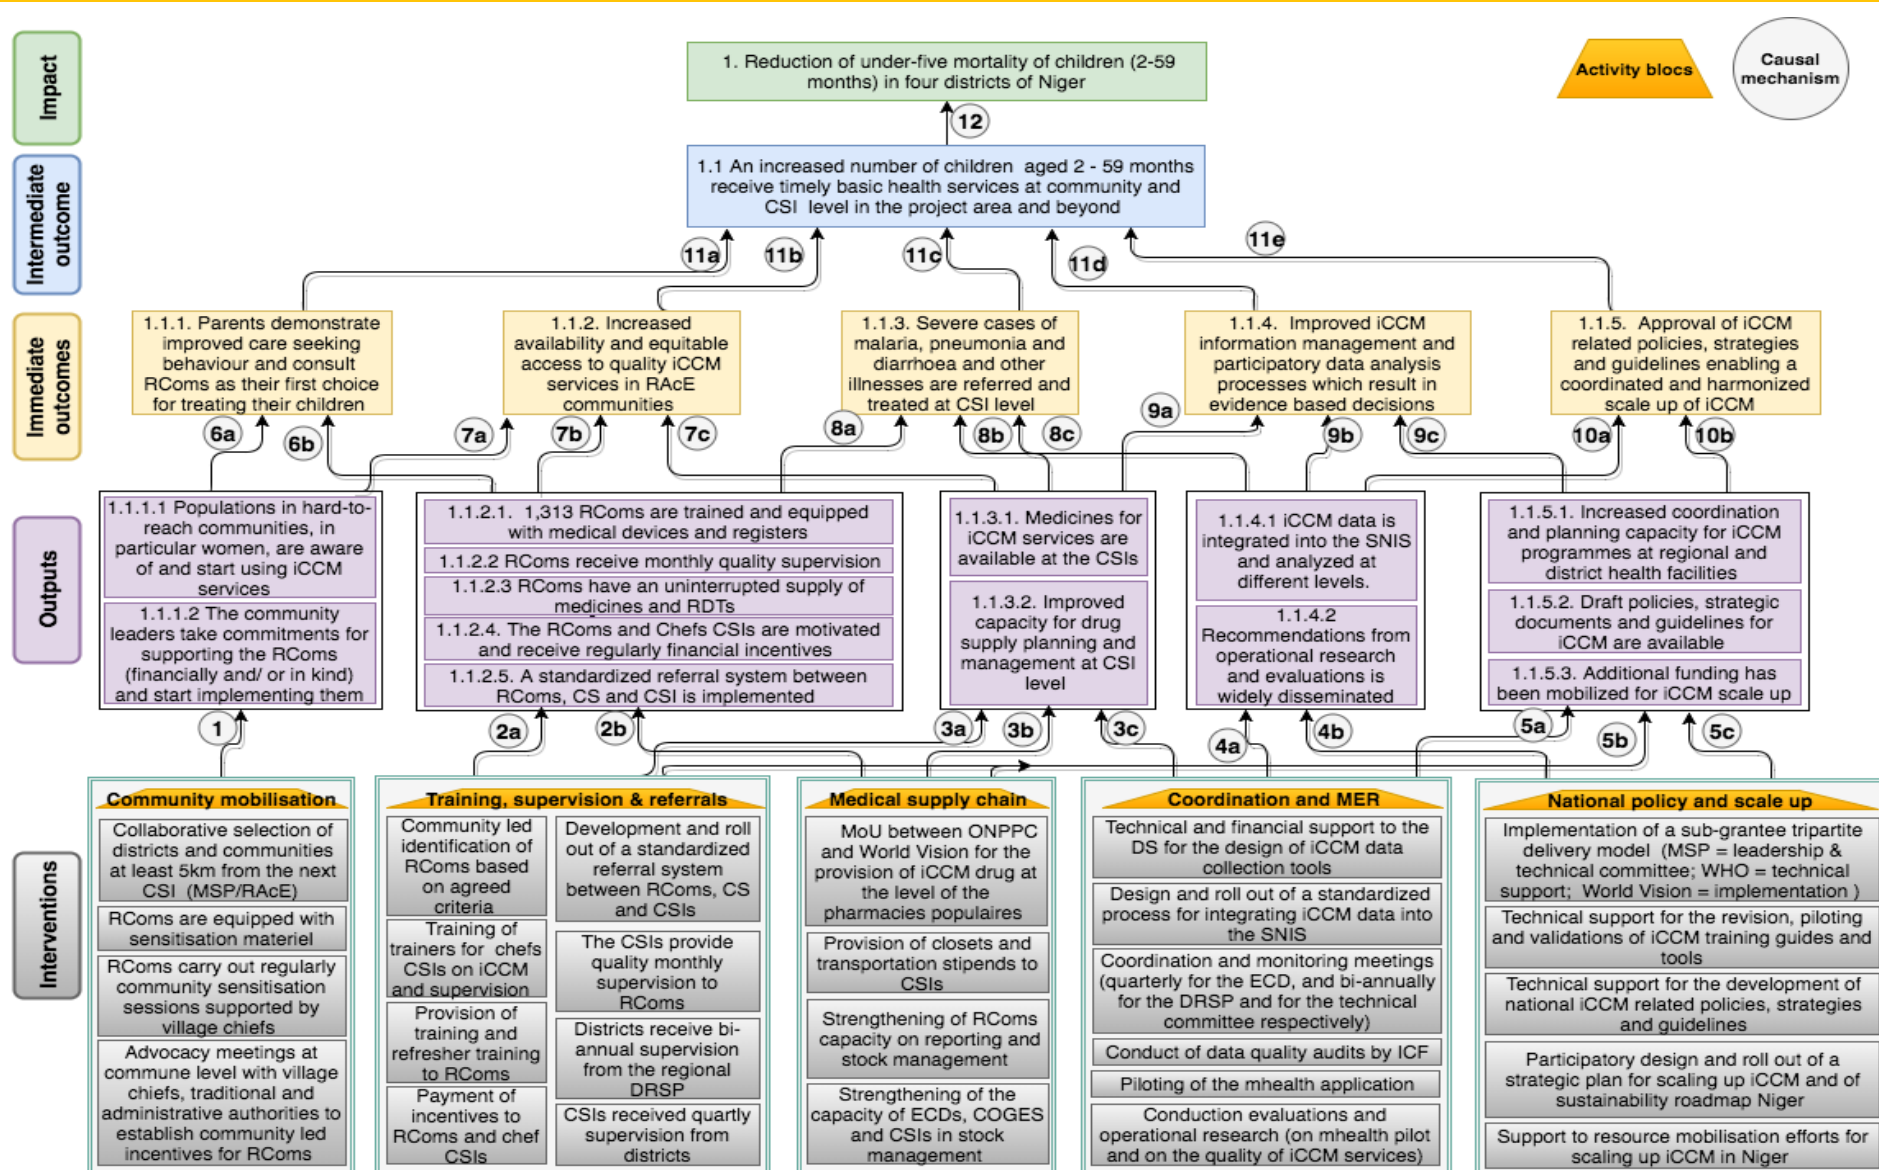 Impact
1. Reduction of under-five mortality of children (2-59
months) in four districts of Niger
Activity blocs
Causal
mechanism
12
Intermediate
outcome
1.1 An increased number of children aged 2 - 59 months
receive timely basic health services at community and
CSI level in the project area and beyond
11a
11b
11c
11d
11e
Immediate
outcomes
1.1.1. Parents demonstrate
improved care seeking
behaviour and consult
RComs as their first choice
for treating their children
1.1.2. Increased
availability and equitable
access to quality iCCM
services in RAcE
communities
1.1.3. Severe cases of
malaria, pneumonia and
diarrhoea and other
illnesses are referred and
treated at CSI level
1.1.4. Improved iCCM
information management and
participatory data analysis
processes which result in
evidence based decisions
1.1.5. Approval of iCCM
related policies, strategies
and guidelines enabling a
coordinated and harmonized
scale up of iCCM
6a
6b
7a
7b
7c
8a
8b
8c
9a
9b
9c
10a
10b
Outputs
1.1.1.1 Populations in hard-to-
reach communities, in
particular women, are aware
of and start using iCCM
services
1.1.1.2 The community
leaders take commitments for
supporting the RComs
(financially and/ or in kind)
and start implementing them
1.1.2.1. 1,313 RComs are trained and equipped
with medical devices and registers
1.1.2.2 RComs receive monthly quality supervision
1.1.2.3 RComs have an uninterrupted supply of
medicines and RDTs
1.1.2.4. The RComs and Chefs CSIs are motivated
and receive regularly financial incentives
1.1.2.5. A standardized referral system between
RComs, CS and CSI is implemented
1.1.3.1. Medicines for
iCCM services are
available at the CSIs
1.1.3.2. Improved
capacity for drug
supply planning and
management at CSI
level
1.1.4.1 iCCM data is
integrated into the SNIS
and analyzed at
different levels.
1.1.4.2
Recommendations from
operational research
and evaluations is
widely disseminated
1.1.5.1. Increased coordination
and planning capacity for iCCM
programmes at regional and
district health facilities
1.1.5.2. Draft policies, strategic
documents and guidelines for
iCCM are available
1.1.5.3. Additional funding has
been mobilized for iCCM scale up
1
2a
2b
3a
3b
3c
4a
4b
5a
5b
5c
Interventions
Community mobilisation
Collaborative selection of
districts and communities
at least 5km from the next
CSI (MSP/RAcE)
RComs are equipped with
sensitisation materiel
RComs carry out regularly
community sensitisation
sessions supported by
village chiefs
Advocacy meetings at
commune level with village
chiefs, traditional and
administrative authorities to
establish community led
incentives for RComs
Training, supervision & referrals
Community led
identification of
RComs based
on agreed
criteria
Training of
trainers for chefs
CSIs on iCCM
and supervision
Provision of
training and
refresher training
to RComs
Payment of
incentives to
RComs and chef
CSIs
Development and roll
out of a standardized
referral system
between RComs, CS
and CSIs
The CSIs provide
quality monthly
supervision to
RComs
Districts receive bi-
annual supervision
from the regional
DRSP
CSIs received quartly
supervision from
districts
Medical supply chain
MoU between ONPPC
and World Vision for the
provision of iCCM drug at
the level of the
pharmacies populaires
Provision of closets and
transportation stipends to
CSIs
Strengthening of RComs
capacity on reporting and
stock management
Strengthening of the
capacity of ECDs, COGES
and CSIs in stock
management
Coordination and MER
Technical and financial support to the
DS for the design of iCCM data
collection tools
Design and roll out of a standardized
process for integrating iCCM data into
the SNIS
Coordination and monitoring meetings
(quarterly for the ECD, and bi-annually
for the DRSP and for the technical
committee respectively)
Conduct of data quality audits by ICF
Piloting of the mhealth application
Conduction evaluations and
operational research (on mhealth pilot
and on the quality of iCCM services)
National policy and scale up
Implementation of a sub-grantee tripartite
delivery model (MSP = leadership &
technical committee; WHO = technical
support; World Vision = implementation )
Technical support for the revision, piloting
and validations of iCCM training guides and
tools
Technical support for the development of
national iCCM related policies, strategies
and guidelines
Participatory design and roll out of a
strategic plan for scaling up iCCM and of
sustainability roadmap Niger
Support to resource mobilisation efforts for
scaling up iCCM in Niger